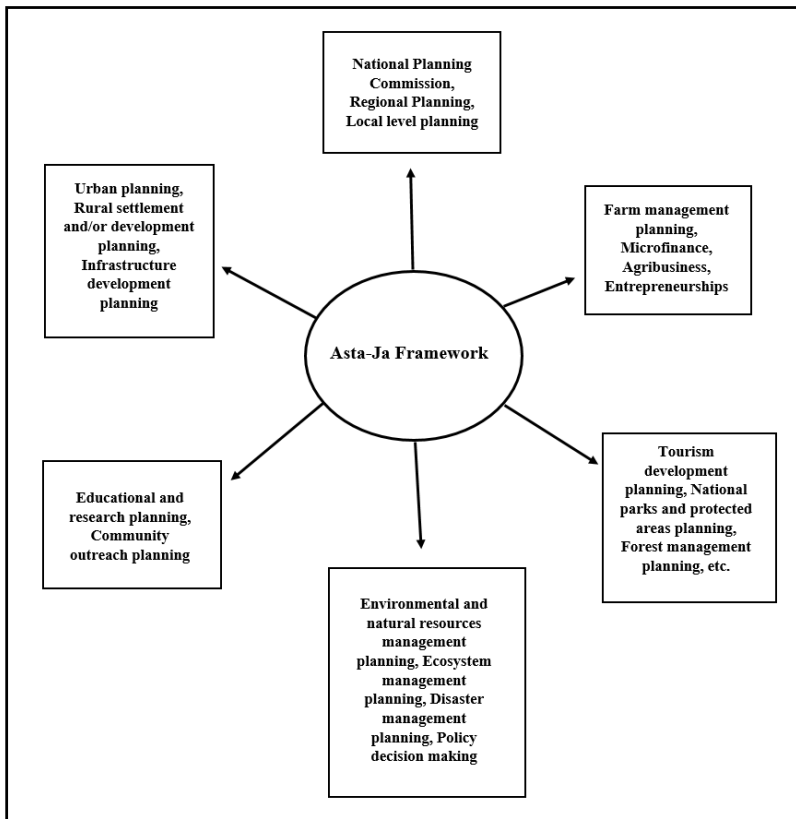 National Planning
Commission,
Regional Planning,
Local level planning
Urban planning,
Rural settlement
and/or development
planning,
Infrastructure
development
planning
Farm management
planning,
Microfinance,
Agribusiness,
Entrepreneurships
Asta-Ja Framework
Educational and
research planning,
Community
outreach planning
Tourism
development
planning, National
parks and protected
areas planning,
Forest management
planning, etc.
Environmental and
natural resources
management
planning, Ecosystem
management
planning, Disaster
management
planning, Policy
decision making